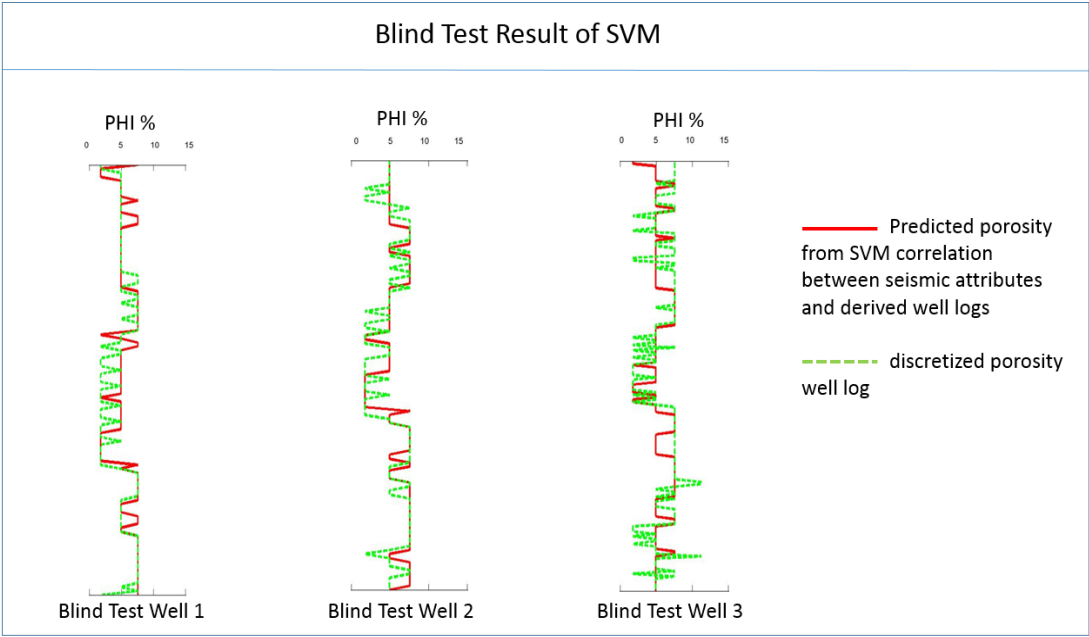 Blind Test Result of SVM
PHI %
0 5 10 15
PHI %
0 5 10 15
PHI %
0 5 10 15
Predicted porosity
from SVM correlation
between seismic attributes
and derived well logs
discretized porosity
well log
Blind Test Well 1
Blind Test Well 2
Blind Test Well 3